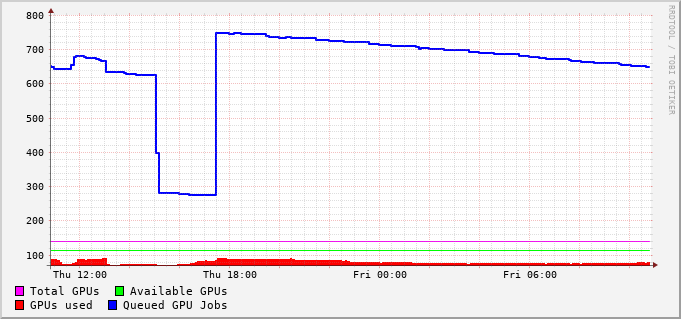 800
700
600
500
400
300
200
100
Thu 12:00 Thu 18:00 Fri 00:00 Fri 06:00
Total GPUs Available GPUs
GPUs used Queued GPU Jobs
RRDTOOL / TOBI OETIKER